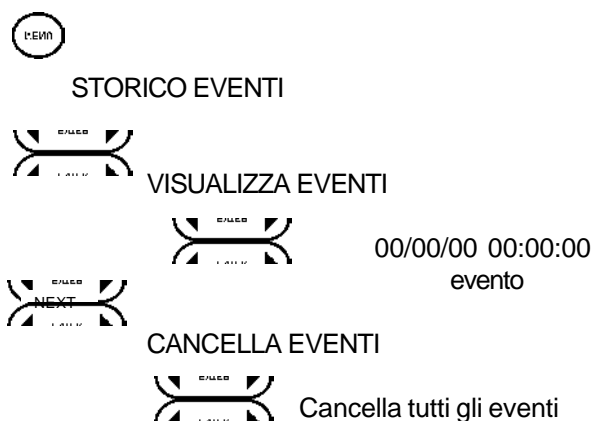 STORICO EVENTI
VISUALIZZA EVENTI
00/00/00 00:00:00
evento
NEXT
CANCELLA EVENTI
Cancella tutti gli eventi